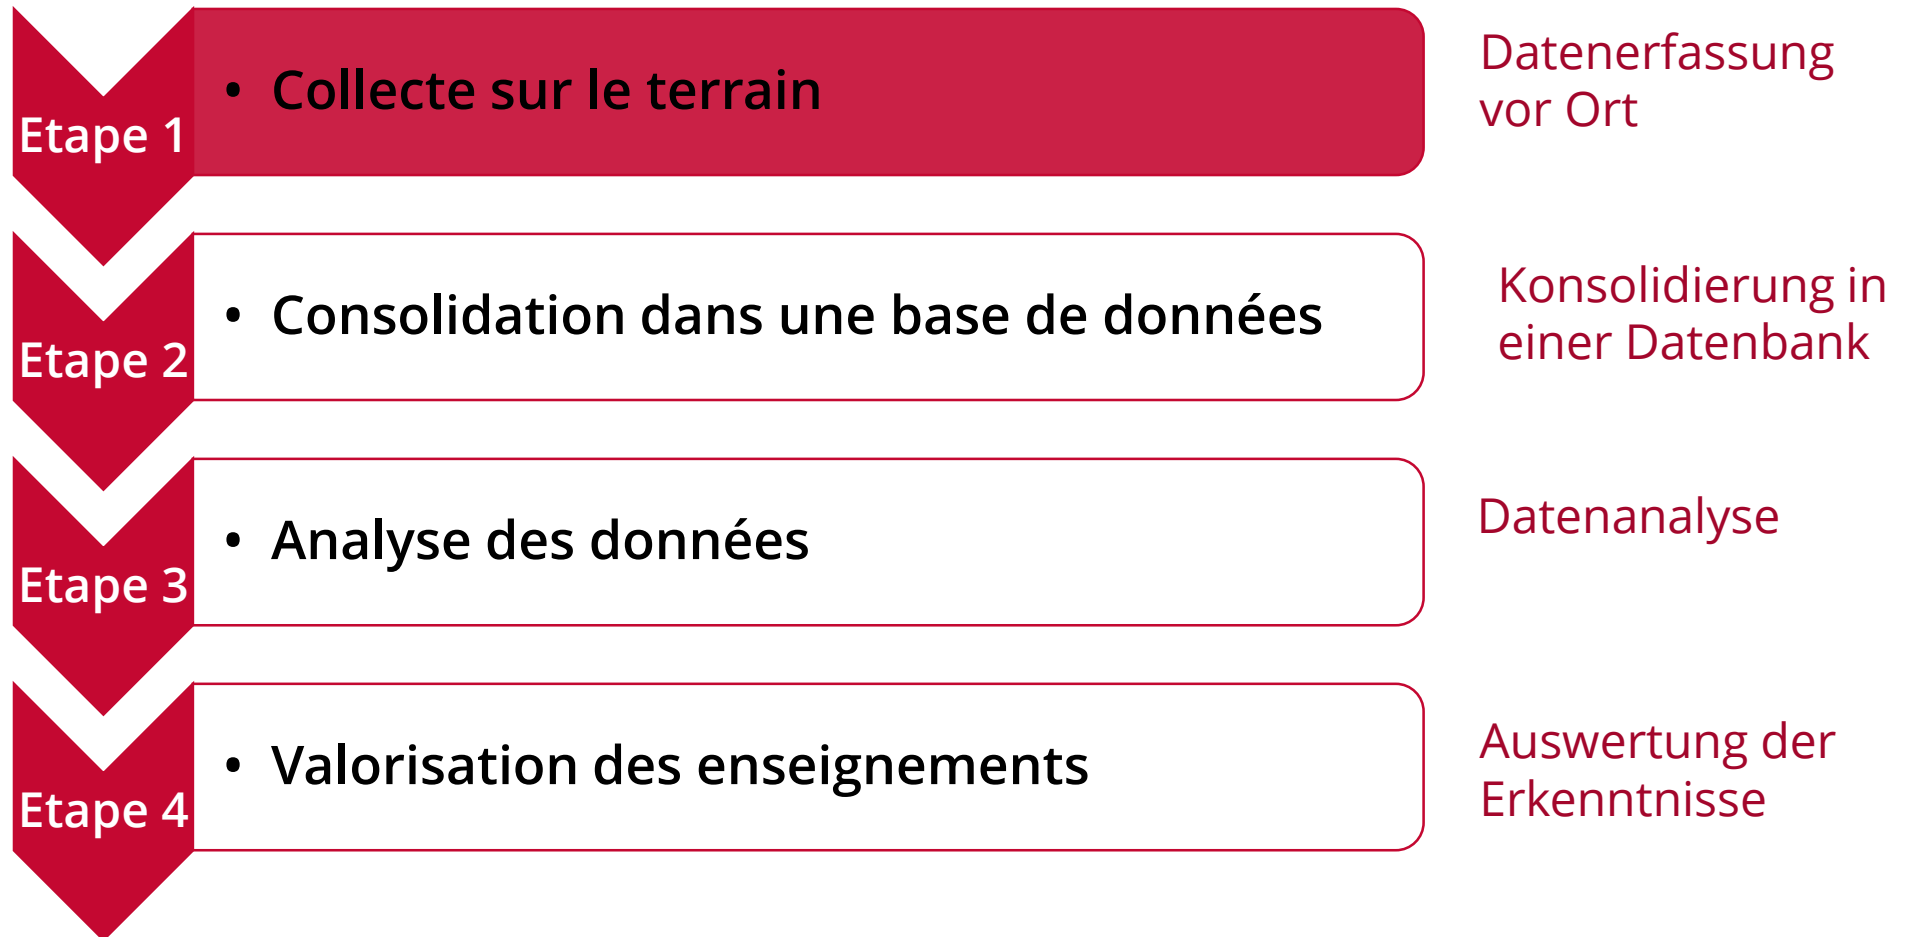 Etape 1
• Collecte sur le terrain
Datenerfassung
vor Ort
Etape 2
• Consolidation dans une base de données
Konsolidierung in
einer Datenbank
Etape 3
• Analyse des données
Datenanalyse
Etape 4
• Valorisation des enseignements
Auswertung der
Erkenntnisse